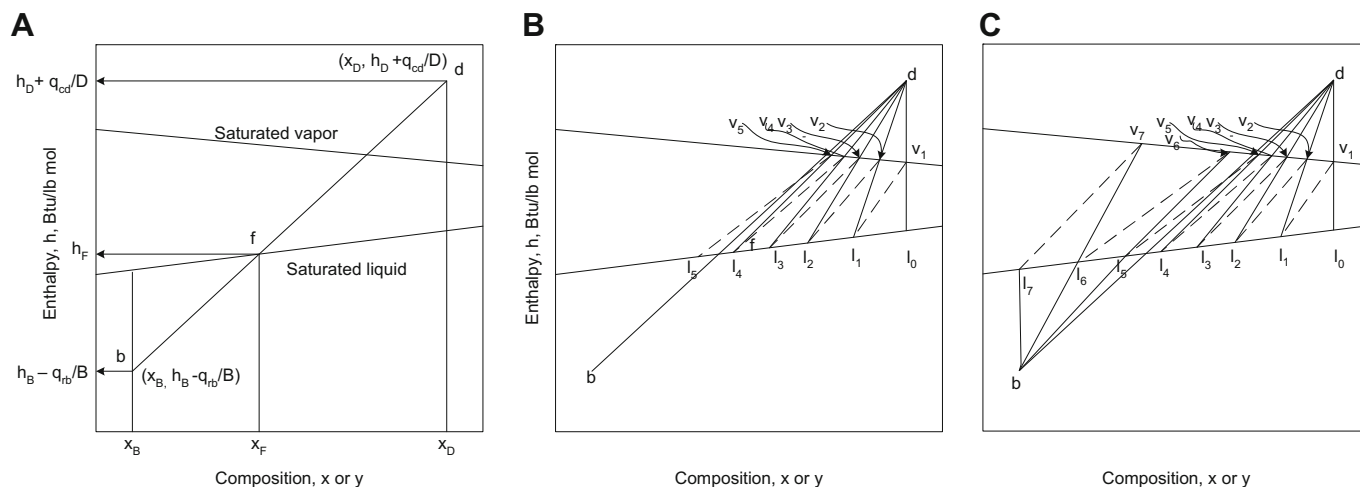 A
(x_D, h_D +q_cd/D)
h_D + q_cd/D
d
Saturated vapor
Enthalpy, h, Btu/lb mol
h_F
f
Saturated liquid
b
h_B – q_rb/B
(x_B, h_B -q_rb/B)
x_B
x_F
x_D
Composition, x or y
B
d
v_5
v_4
v_3
v_2
v_1
Enthalpy, h, Btu/lb mol
f
l_5
l_4
l_3
l_2
l_1
l_0
b
Composition, x or y
C
d
v_7
v_6
v_5
v_4
v_3
v_2
v_1
l_7
l_6
l_5
l_4
l_3
l_2
l_1
l_0
b
Composition, x or y